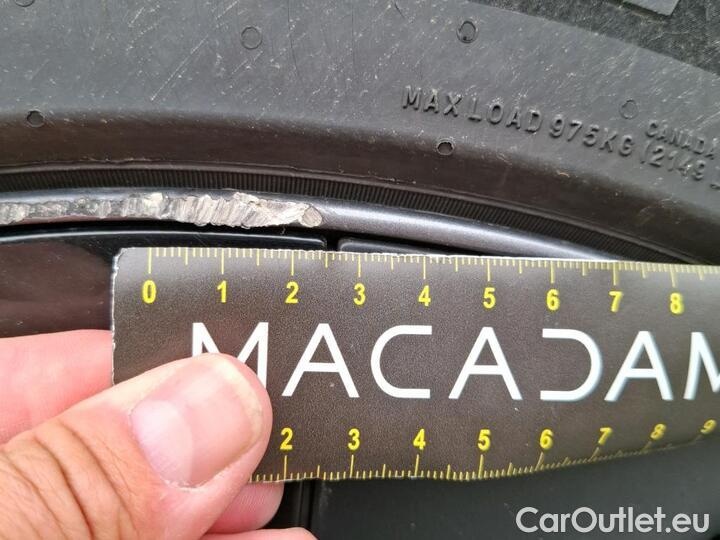 MAX LOAD 975KG (2149
CANADA
0 1 2 3 4 5 6 7 8
MACADAM
2 3 4 5 6 7 8 9
CarOutlet.eu